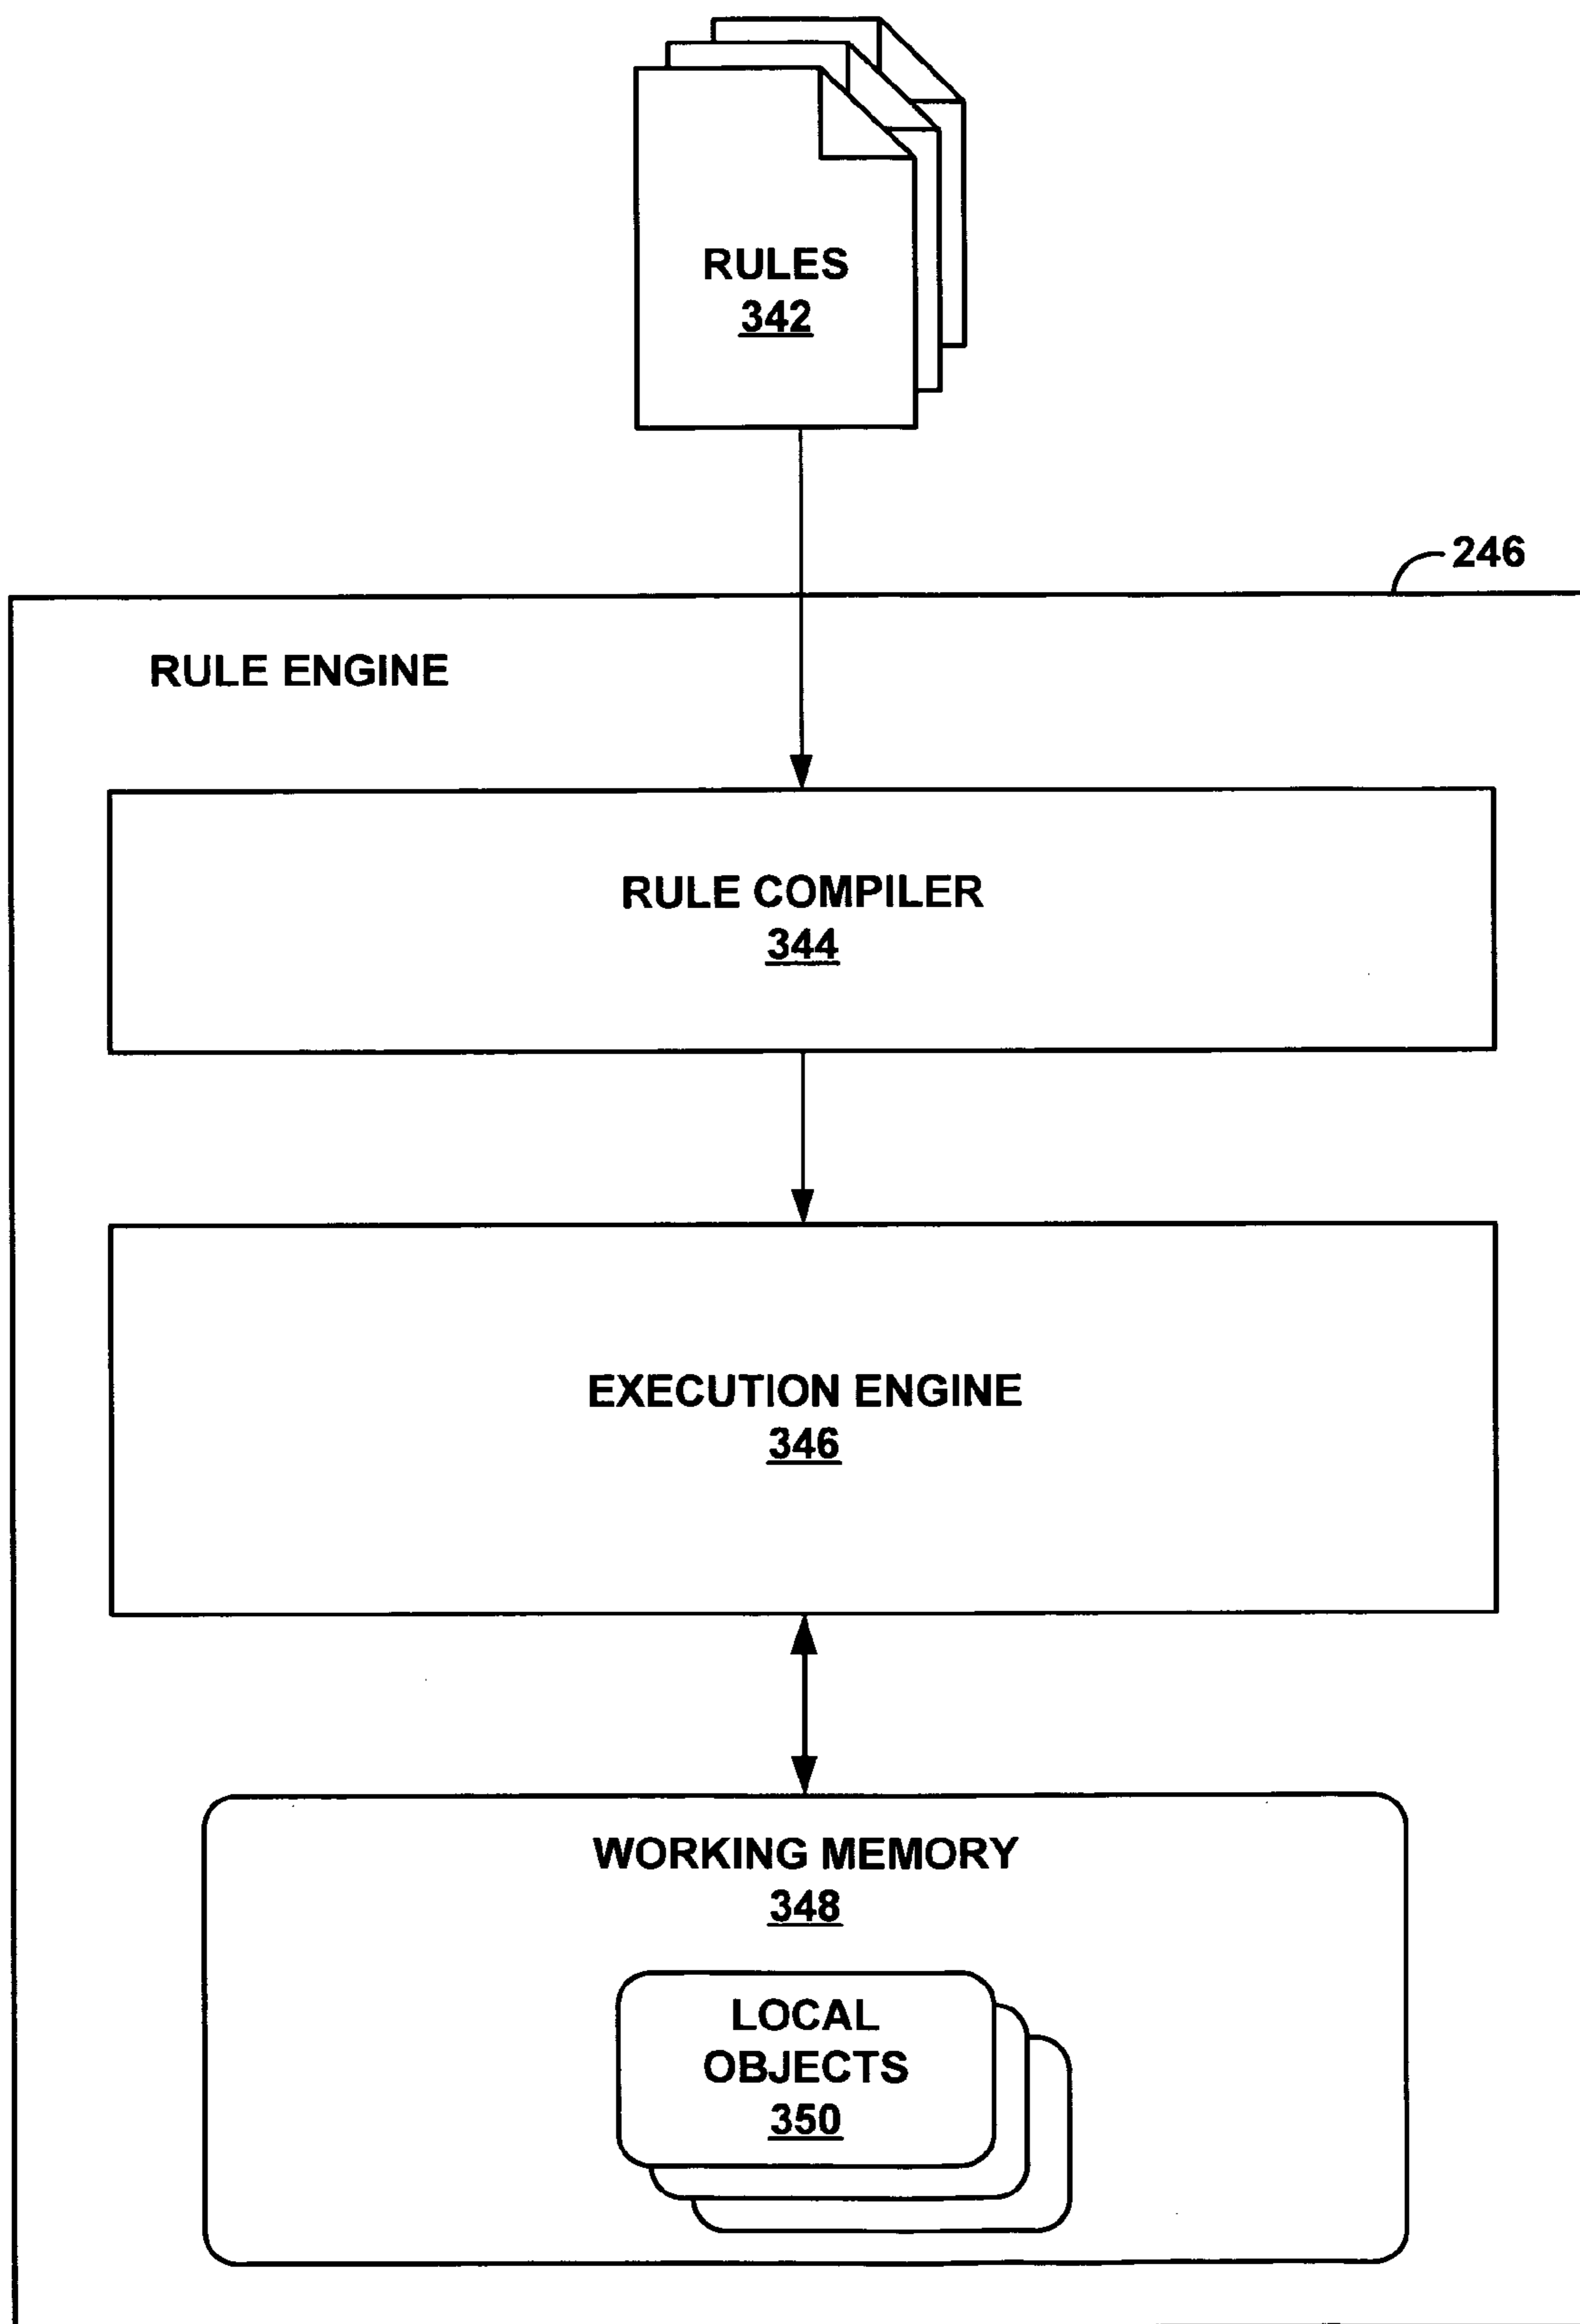 RULES
342
246
RULE ENGINE
RULE COMPILER
344
EXECUTION ENGINE
346
WORKING MEMORY
348
LOCAL
OBJECTS
350